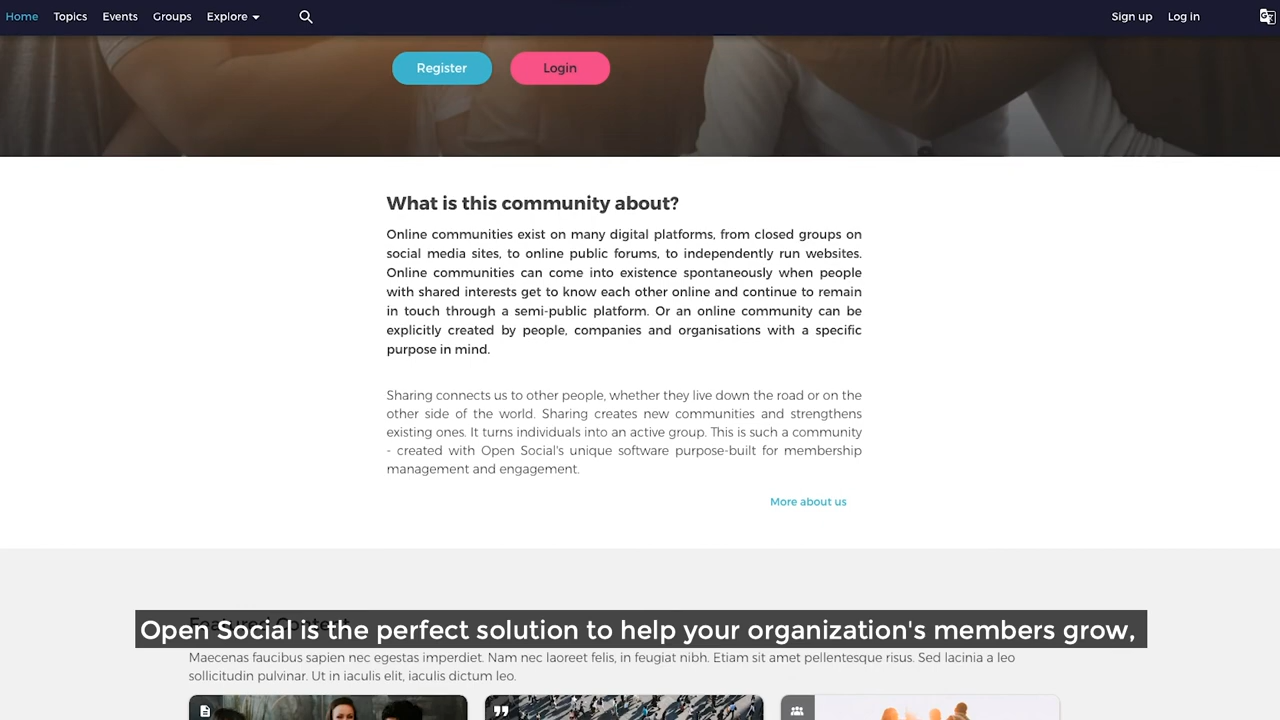 Home Topics Events Groups Explore Sign up Log in
Register Login
What is this community about?
Online communities exist on many digital platforms, from closed groups on
social media sites, to online public forums, to independently run websites.
Online communities can come into existence spontaneously when people
with shared interests get to know each other online and continue to remain
in touch through a semi-public platform. Or an online community can be
explicitly created by people, companies and organisations with a specific
purpose in mind.
Sharing connects us to other people, whether they live down the road or on the
other side of the world. Sharing creates new communities and strengthens
existing ones. It turns individuals into an active group. This is such a community
- created with Open Social's unique software purpose-built for membership
management and engagement.
More about us
Open Social is the perfect solution to help your organization's members grow,
Maecenas faucibus sapien nec egestas imperdiet. Nam nec laoreet felis, in feugiat nibh. Etiam sit amet pellentesque risus. Sed lacinia a leo
sollicitudin pulvinar. Ut in iaculis elit, iaculis dictum leo.